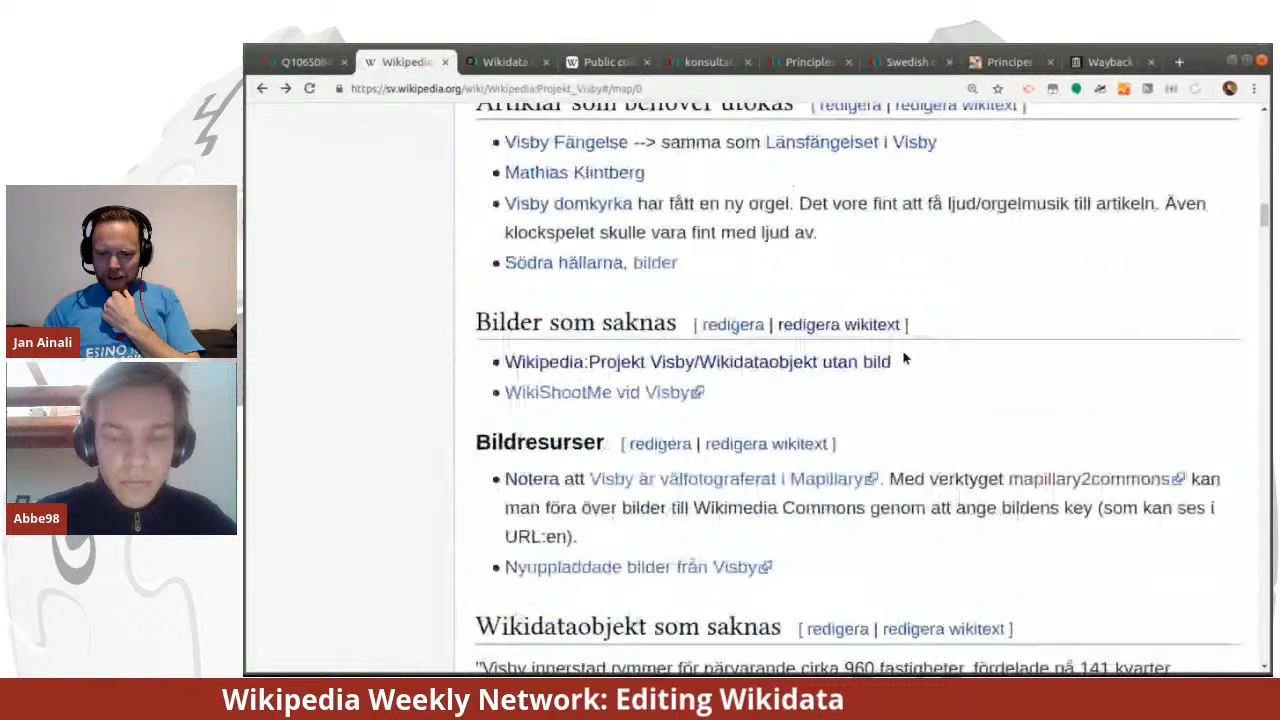 Q10650
Wikipedia
Wikidata
Public c
konsulta
Principles
Swedish
Principer
Wayback
https://sv.wikipedia.org/wiki/Wikipedia:Projekt_Visby#/map/0
Artiklar som behöver utökas [ redigera | redigera wikitext ]
Visby Fängelse --> samma som Länsfängelset i Visby
Mathias Klintberg
Visby domkyrka har fått en ny orgel. Det vore fint att få ljud/orgelmusik till artikeln. Även
klockspelet skulle vara fint med ljud av.
Södra hällarna, bilder
Bilder som saknas [ redigera | redigera wikitext ]
Wikipedia:Projekt Visby/Wikidataobjekt utan bild
WikiShootMe vid Visby
Bildresurser [ redigera | redigera wikitext ]
Notera att Visby är välfotograferat i Mapillary. Med verktyget mapillary2commons kan
man föra över bilder till Wikimedia Commons genom att ange bildens key (som kan ses i
URL:en).
Nyuppladdade bilder från Visby
Wikidataobjekt som saknas [ redigera | redigera wikitext ]
"Visby innerstad rymmer för närvarande cirka 960 fastigheter, fördelade på 141 kvarter
Jan Ainali
ESINO
Abbe98
Wikipedia Weekly Network: Editing Wikidata